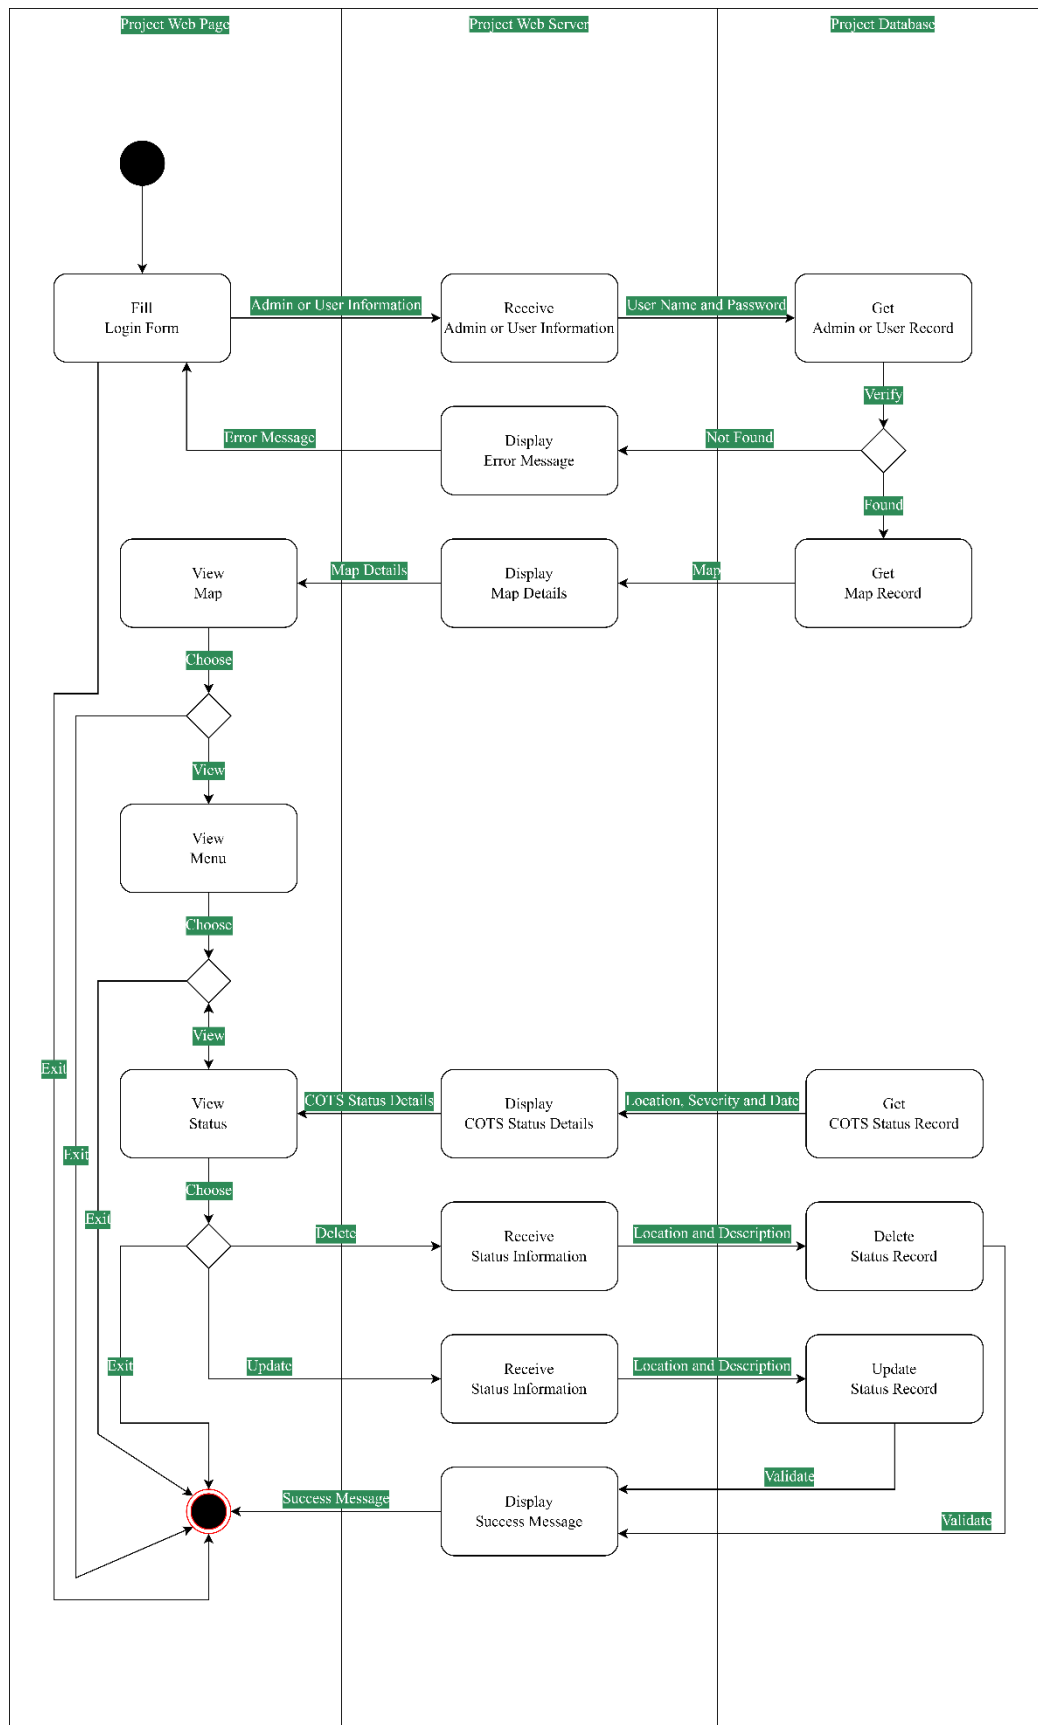 Project Web Page
Project Web Server
Project Database
Fill
Login Form
Admin or User Information
Receive
Admin or User Information
User Name and Password
Get
Admin or User Record
Verify
Error Message
Display
Error Message
Not Found
Found
View
Map
Map Details
Display
Map Details
Map
Get
Map Record
Choose
View
View
Menu
Choose
View
Exit
View
Status
COTS Status Details
Display
COTS Status Details
Location, Severity and Date
Get
COTS Status Record
Exit
Choose
Exit
Delete
Receive
Status Information
Location and Description
Delete
Status Record
Exit
Update
Receive
Status Information
Location and Description
Update
Status Record
Validate
Success Message
Display
Success Message
Validate